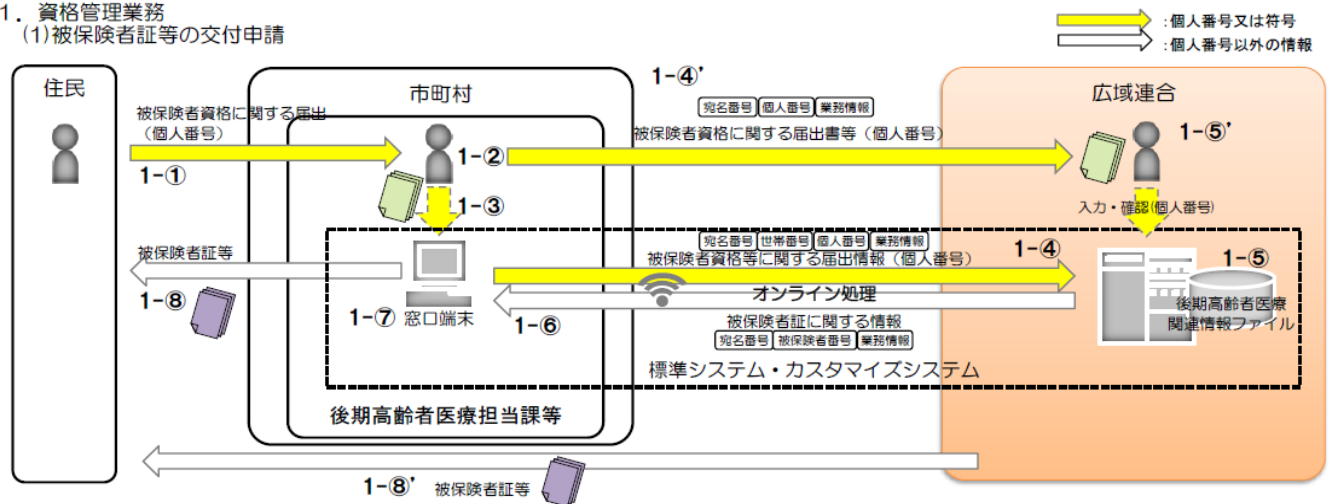 1．資格管理業務
(1)被保険者証等の交付申請
:個人番号又は符号
:個人番号以外の情報
住民
市町村
1-④'
広域連合
宛名番号 個人番号 業務情報
被保険者資格に関する届出
（個人番号）
被保険者資格に関する届出書等（個人番号）
1-⑤'
1-②
1-①
1-③
入力・確認(個人番号)
宛名番号 世帯番号 個人番号 業務情報
被保険者証等
被保険者資格等に関する届出情報（個人番号）
1-④
1-⑤
オンライン処理
1-⑧
1-⑦ 窓口端末
1-⑥
後期高齢者医療
関連情報ファイル
被保険者証に関する情報
宛名番号 被保険者番号 業務情報
標準システム・カスタマイズシステム
後期高齢者医療担当課等
1-⑧' 被保険者証等